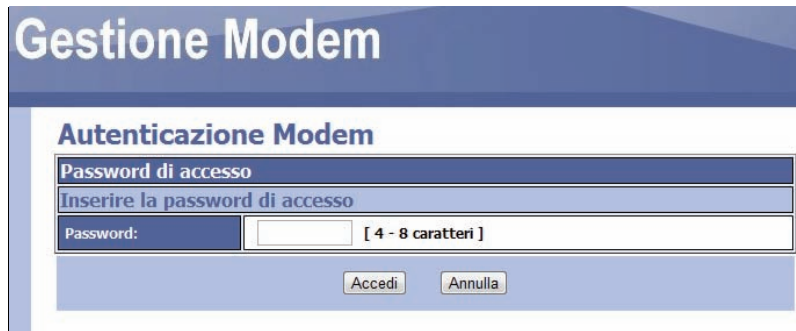 Gestione Modem
Autenticazione Modem
Password di accesso
Inserire la password di accesso
Password: [ 4 - 8 caratteri ]
Accedi Annulla